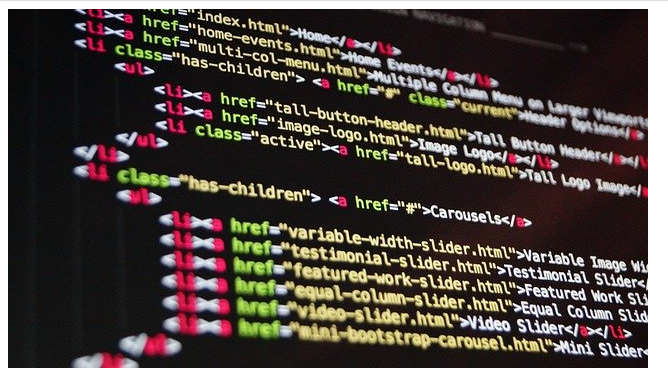 <li><a href="index.html">Home</a></li>
<li><a href="home-events.html">Home Events</a></li>
<li><a href="multi-col-menu.html">Multiple Column Menu on Larger Viewports
<li class="has-children"> <a href="#" class="current">Header Options</a>
<ul>
<li><a href="tall-button-header.html">Tall Button Header</a></li>
<li><a href="image-logo.html">Image Logo</a></li>
<li class="active"><a href="tall-logo.html">Tall Logo Image</a>
</ul>
</li>
<li class="has-children"> <a href="#">Carousels</a>
<ul>
<li><a href="variable-width-slider.html">Variable Image
<li><a href="testimonial-slider.html">Testimonial Slider</
<li><a href="featured-work-slider.html">Featured Work
<li><a href="equal-column-slider.html">Equal Column
<li><a href="video-slider.html">Video Slider</a></li>
<li><a href="mini-bootstrap-carousel.html">Mini Slider<
</ul>
</li>